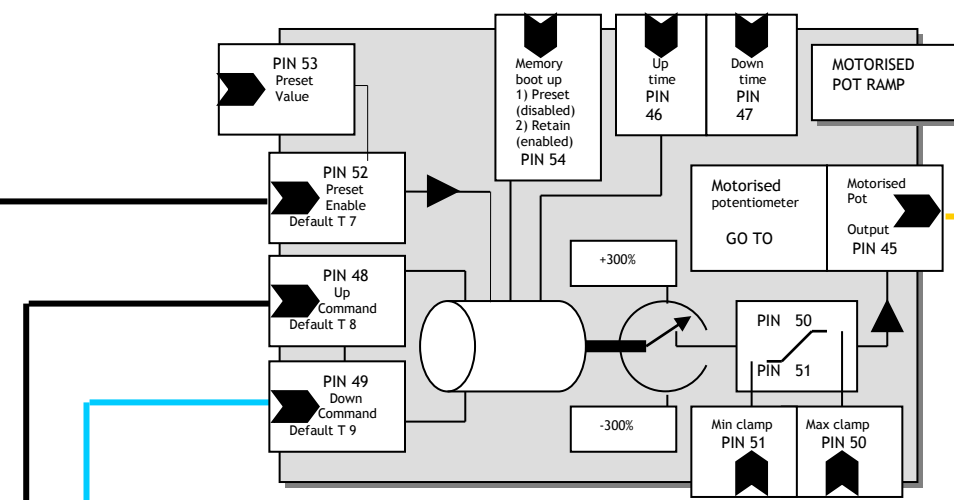 PIN 53
Preset
Value
Memory
boot up
1) Preset
(disabled)
2) Retain
(enabled)
PIN 54
Up
time
PIN
46
Down
time
PIN
47
MOTORISED
POT RAMP
PIN 52
Preset
Enable
Default T 7
Motorised
potentiometer
GO TO
Motorised
Pot
Output
PIN 45
PIN 48
Up
Command
Default T 8
+300%
PIN 50
PIN 51
PIN 49
Down
Command
Default T 9
-300%
Min clamp
PIN 51
Max clamp
PIN 50